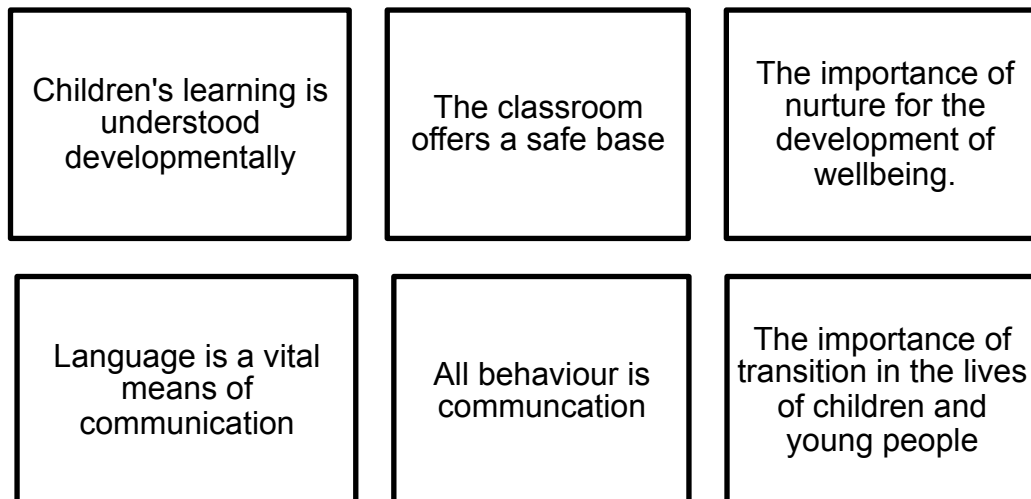 Children's learning is
understood
developmentally
The classroom
offers a safe base
The importance of
nurture for the
development of
wellbeing.
Language is a vital
means of
communication
All behaviour is
communcation
The importance of
transition in the lives
of children and
young people